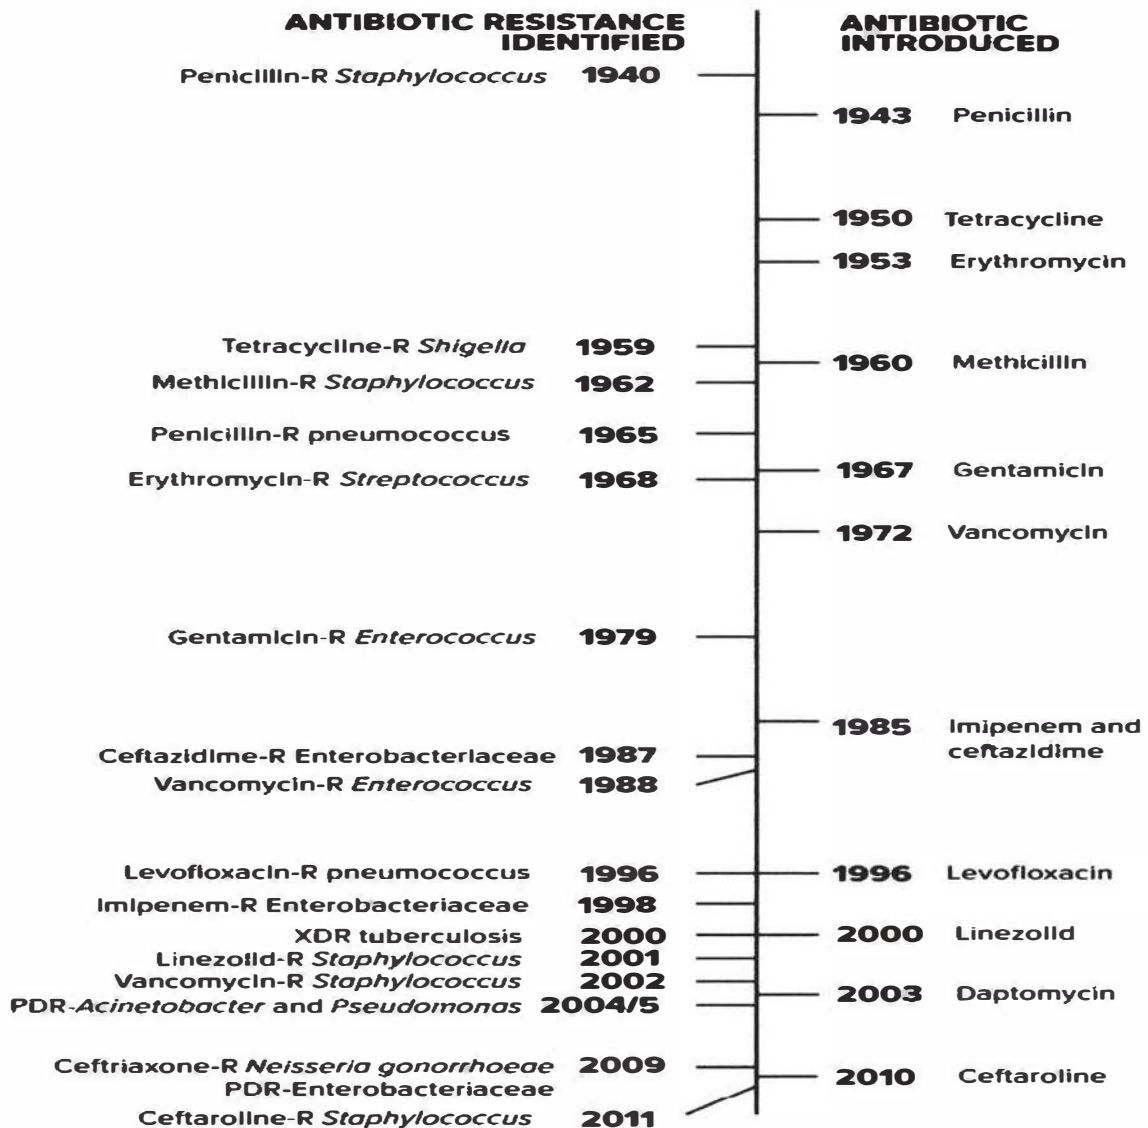 ANTIBIOTIC RESISTANCE
IDENTIFIED
ANTIBIOTIC
INTRODUCED
Penicillin-R Staphylococcus 1940
1943 Penicillin
1950 Tetracycline
1953 Erythromycin
Tetracycline-R Shigella 1959
1960 Methicillin
Methicillin-R Staphylococcus 1962
Penicillin-R pneumococcus 1965
1967 Gentamicin
Erythromycin-R Streptococcus 1968
1972 Vancomycin
Gentamicin-R Enterococcus 1979
1985 Imipenem and
ceftazidime
Ceftazidime-R Enterobacteriaceae 1987
Vancomycin-R Enterococcus 1988
Levofloxacin-R pneumococcus 1996
1996 Levofloxacin
Imipenem-R Enterobacteriaceae 1998
XDR tuberculosis 2000
2000 Linezolid
Linezolid-R Staphylococcus 2001
Vancomycin-R Staphylococcus 2002
2003 Daptomycin
PDR-Acinetobacter and Pseudomonas 2004/5
Ceftriaxone-R Neisseria gonorrhoeae 2009
PDR-Enterobacteriaceae
2010 Ceftaroline
Ceftaroline-R Staphylococcus 2011